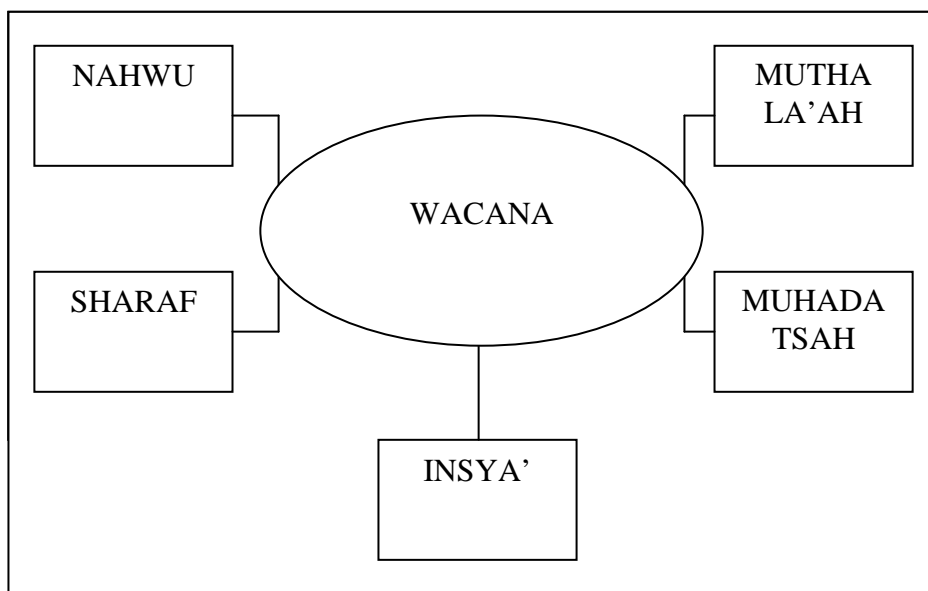 NAHWU
MUTHA
LA’AH
WACANA
SHARAF
MUHADA
TSAH
INSYA’